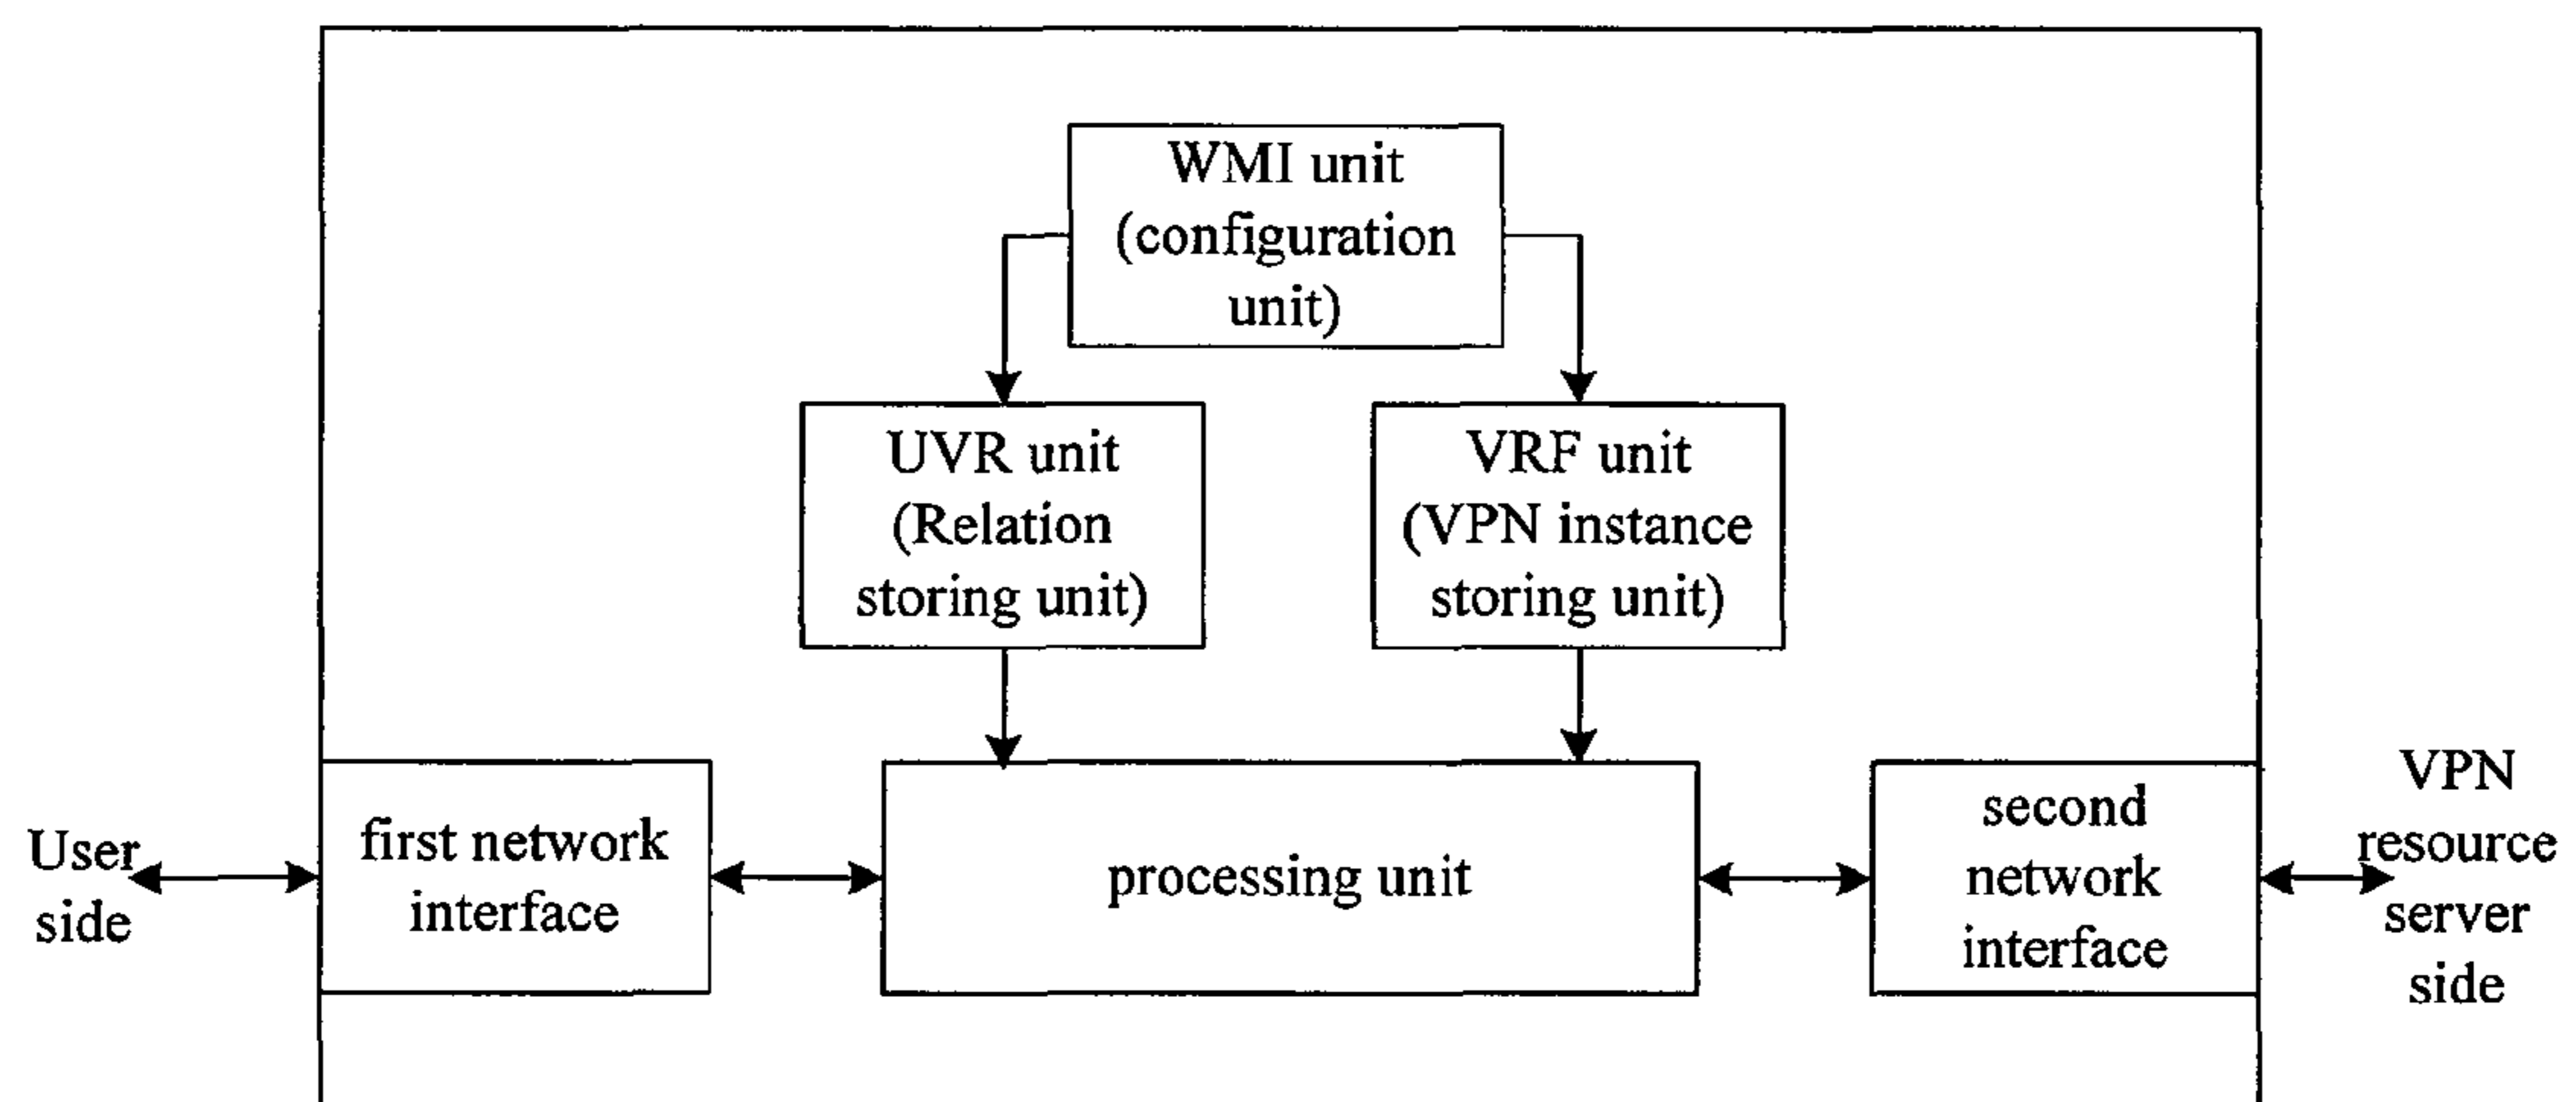 WMI unit
(configuration
unit)
UVR unit
(Relation
storing unit)
VRF unit
(VPN instance
storing unit)
User
side
first network
interface
processing unit
second
network
interface
VPN
resource
server
side